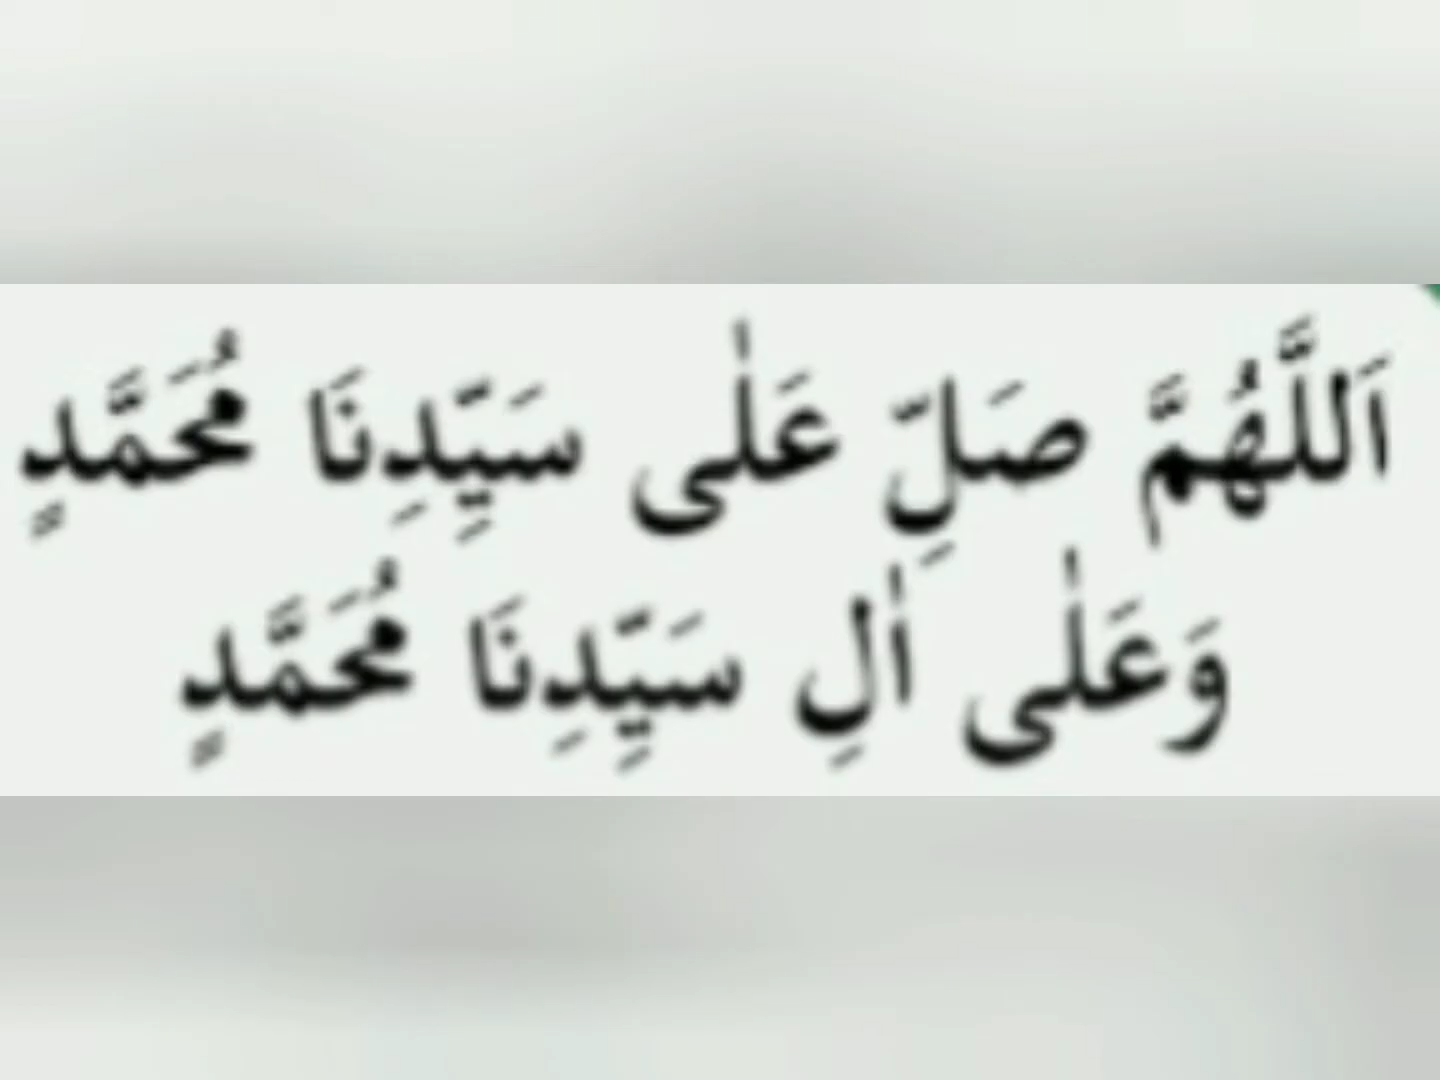 اَللَّهُمَّ صَلِّ عَلٰى سَيِّدِنَا مُحَمَّدٍ
وَعَلٰى اٰلِ سَيِّدِنَا مُحَمَّدٍ